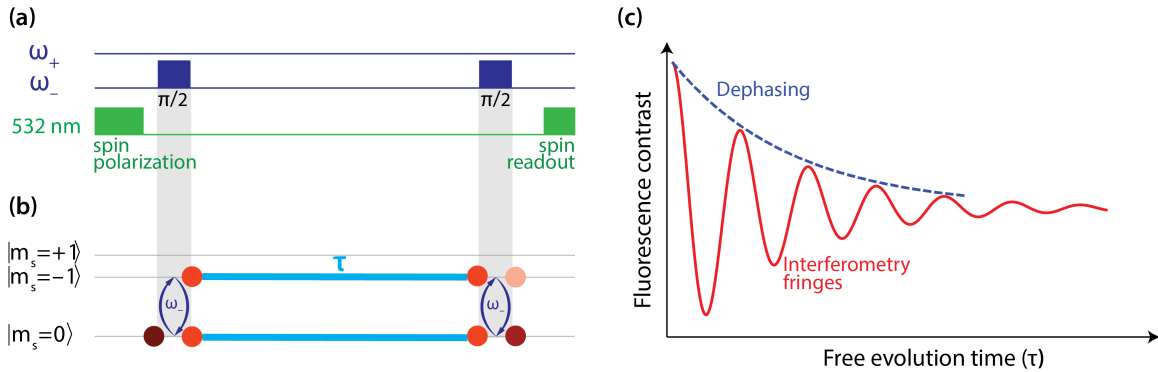 (a)
ω+
ω−
π/2
π/2
532 nm
spin
polarization
spin
readout
(b)
|ms=+1⟩
τ
|ms=−1⟩
ω−
ω−
|ms=0⟩
(c)
Fluorescence contrast
Dephasing
Interferometry
fringes
Free evolution time (τ)